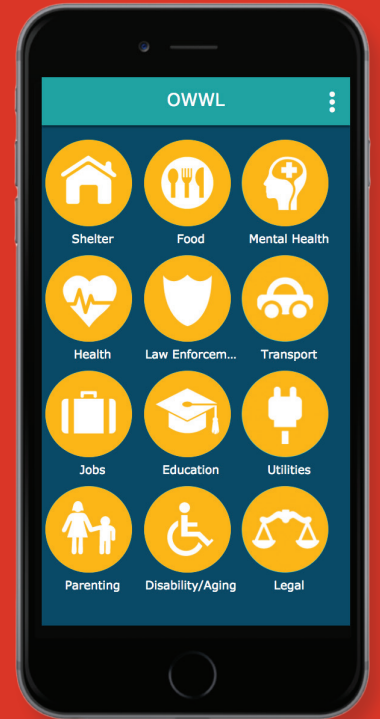 OWWL
Shelter Food Mental Health
Health Law Enforcem... Transport
Jobs Education Utilities
Parenting Disability/Aging Legal